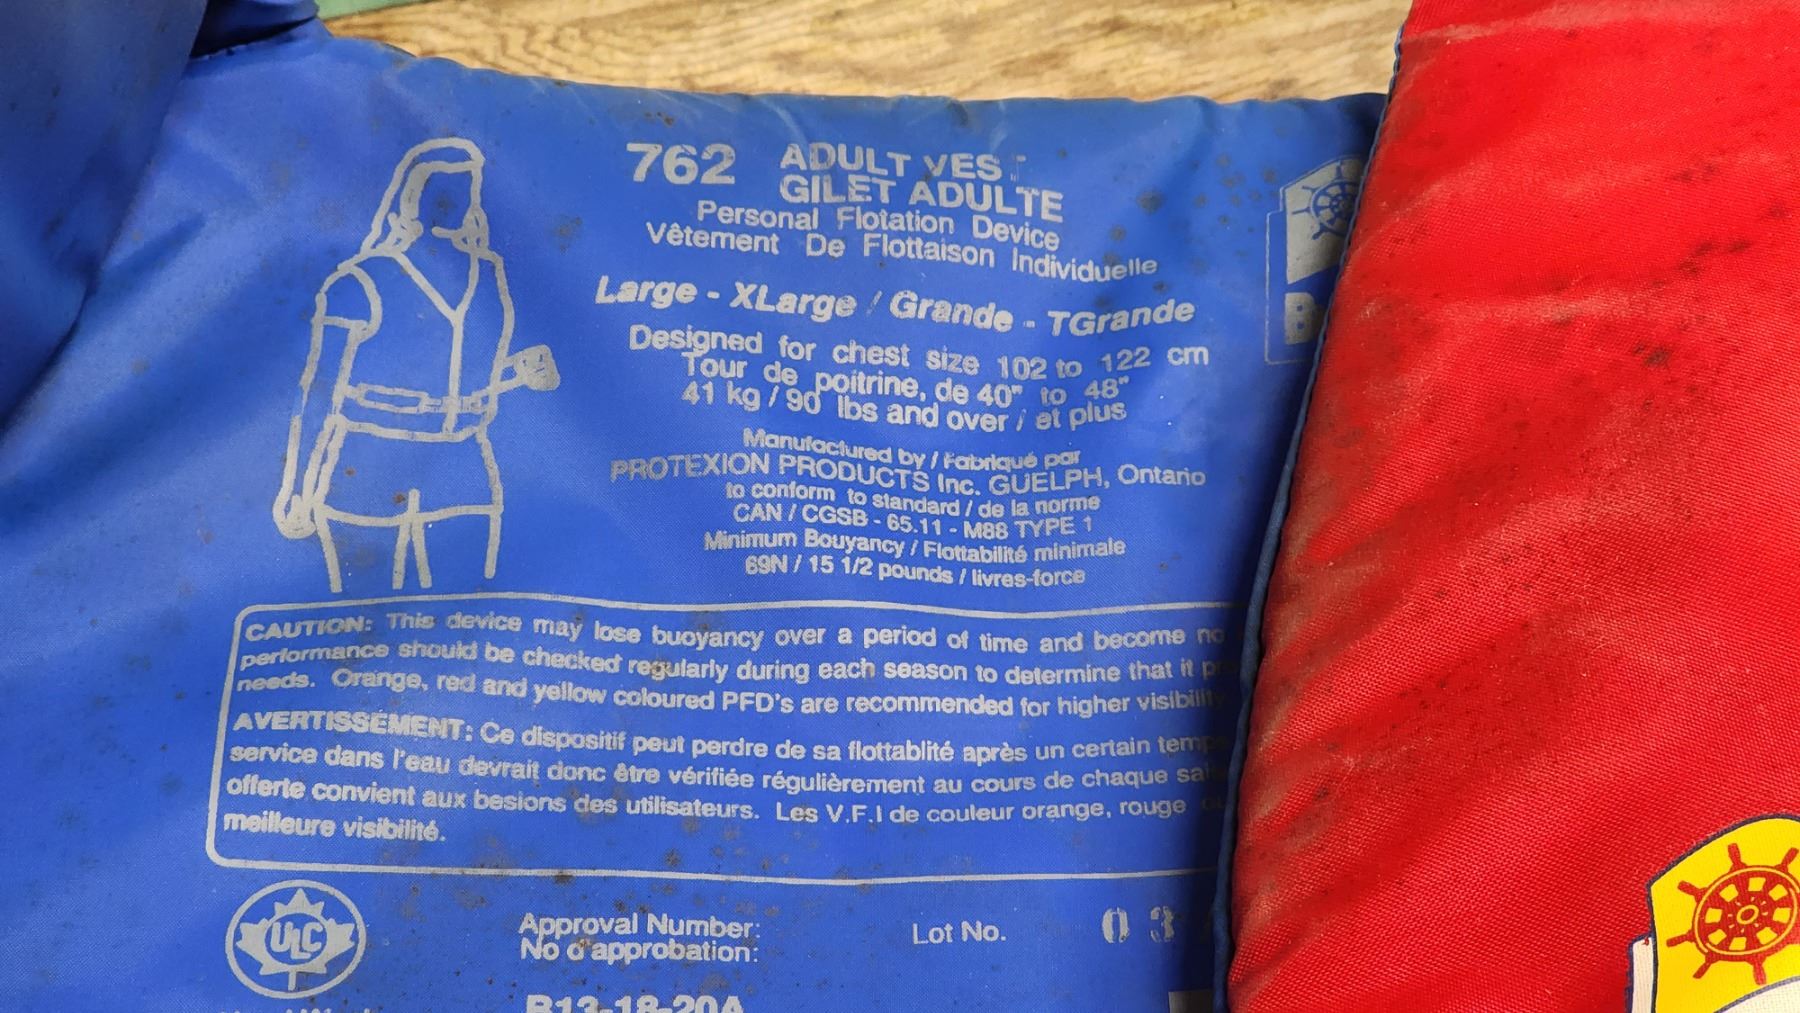 762
ADULT VEST
GILET ADULTE
Personal Flotation Device
Vêtement De Flottaison Individuelle
Large - XLarge / Grande - TGrande
Designed for chest size 102 to 122 cm
Tour de poitrine, de 40" to 48"
41 kg / 90 lbs and over / et plus
Manufactured by / Fabriqué par
PROTEXION PRODUCTS Inc. GUELPH, Ontario
to conform to standard / de la norme
CAN / CGSB - 65.11 - M88 TYPE 1
Minimum Bouyancy / Flottabilité minimale
69N / 15 1/2 pounds / livres-force
CAUTION: This device may lose buoyancy over a period of time and become no
performance should be checked regularly during each season to determine that it
needs. Orange, red and yellow coloured PFD's are recommended for higher visibility
AVERTISSEMENT: Ce dispositif peut perdre de sa flottablité après un certain temps
service dans l'eau devrait donc être vérifiée régulièrement au cours de chaque
offerte convient aux besions des utilisateurs. Les V.F.I de couleur orange, rouge
meilleure visibilité.
ULC
Approval Number:
No d'approbation:
Lot No. 03
B13-18-20A